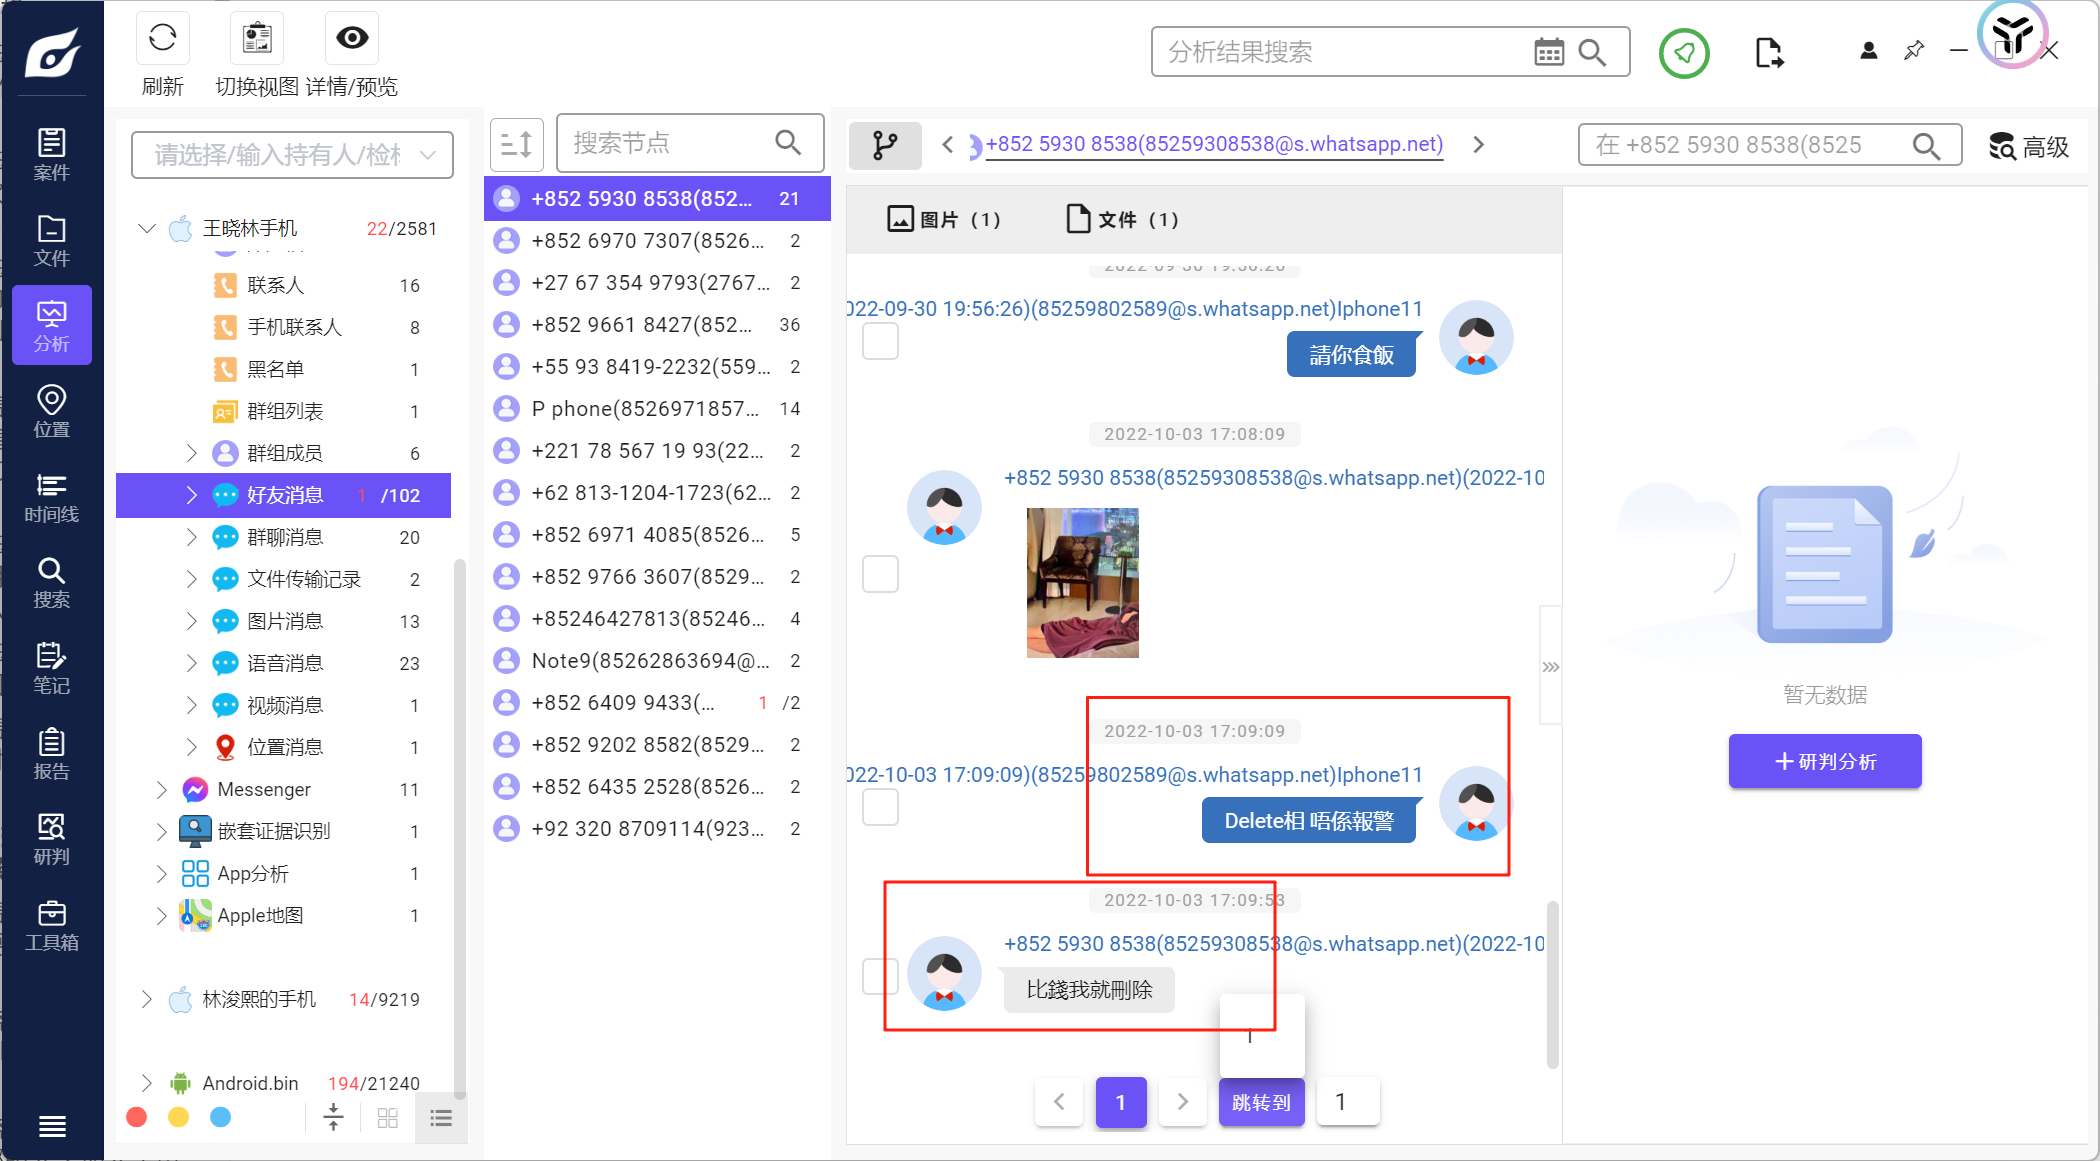 刷新
切换视图
详情/预览
分析结果搜索
案件
文件
分析
位置
时间线
搜索
笔记
报告
研判
工具箱
请选择/输入持有人/检
王晓林手机 22/2581
联系人 16
手机联系人 8
黑名单 1
群组列表 1
群组成员 6
好友消息 1 /102
群聊消息 20
文件传输记录 2
图片消息 13
语音消息 23
视频消息 1
位置消息 1
Messenger 11
嵌套证据识别 1
App分析 1
Apple地图 1
林浚熙的手机 14/9219
Android.bin 194/21240
搜索节点
+852 5930 8538(852... 21
+852 6970 7307(8526... 2
+27 67 354 9793(2767... 2
+852 9661 8427(852... 36
+55 93 8419-2232(559... 2
P phone(8526971857... 14
+221 78 567 19 93(22... 2
+62 813-1204-1723(62... 2
+852 6971 4085(8526... 5
+852 9766 3607(8529... 2
+85246427813(85246... 4
Note9(85262863694@... 2
+852 6409 9433(... 1 /2
+852 9202 8582(8529... 2
+852 6435 2528(8526... 2
+92 320 8709114(923... 2
+852 5930 8538(85259308538@s.whatsapp.net)
在 +852 5930 8538(8525
高级
图片（1）
文件（1）
2022-09-30 19:56:26
022-09-30 19:56:26)(85259802589@s.whatsapp.net)Iphone11
請你食飯
2022-10-03 17:08:09
+852 5930 8538(85259308538@s.whatsapp.net)(2022-10
2022-10-03 17:09:09
022-10-03 17:09:09)(85259802589@s.whatsapp.net)Iphone11
Delete相 唔係報警
2022-10-03 17:09:53
+852 5930 8538(85259308538@s.whatsapp.net)(2022-10
比錢我就刪除
1
跳转到
1
暂无数据
+研判分析